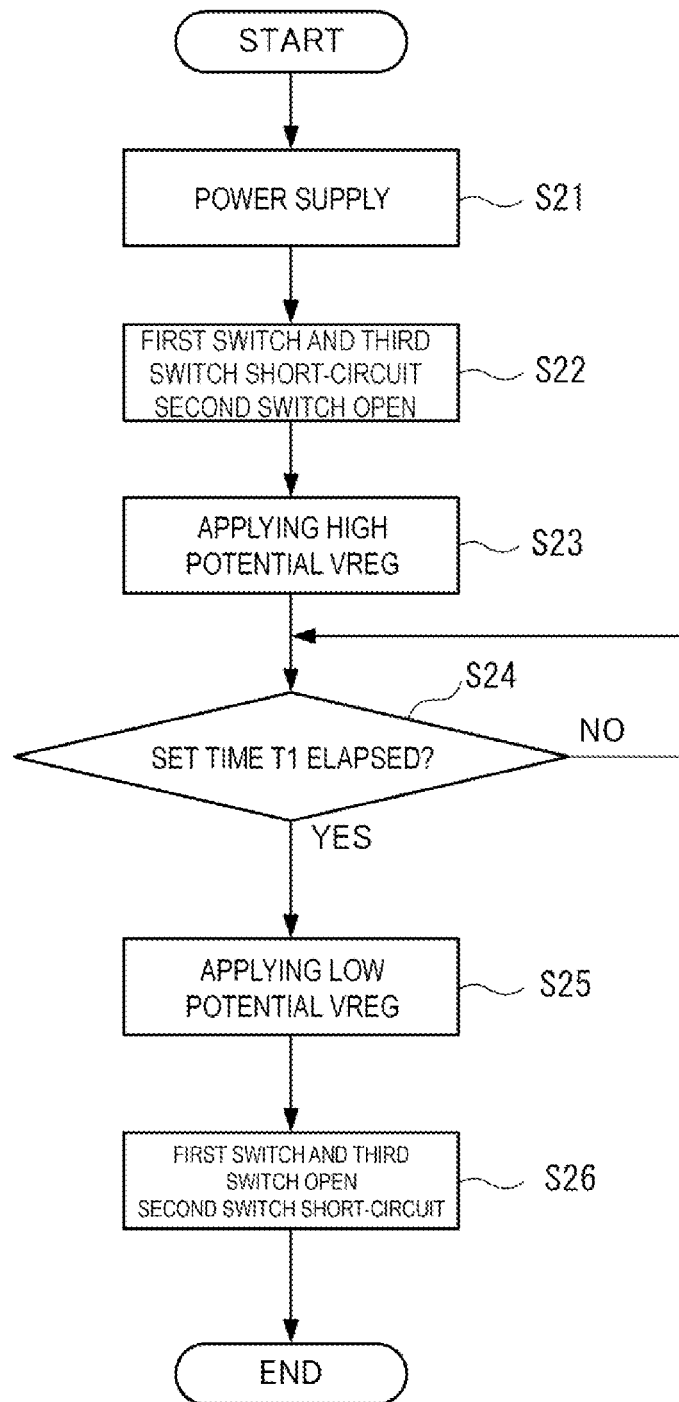 START
POWER SUPPLY
S21
FIRST SWITCH AND THIRD
SWITCH SHORT-CIRCUIT
SECOND SWITCH OPEN
S22
APPLYING HIGH
POTENTIAL VREG
S23
S24
SET TIME T1 ELAPSED?
NO
YES
APPLYING LOW
POTENTIAL VREG
S25
FIRST SWITCH AND THIRD
SWITCH OPEN
SECOND SWITCH SHORT-CIRCUIT
S26
END